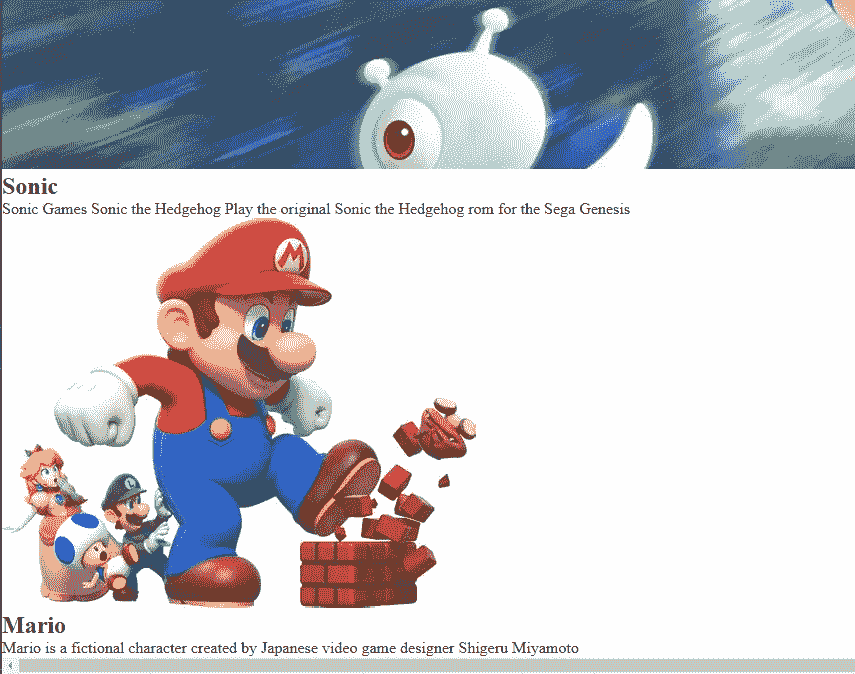 Sonic
Sonic Games Sonic the Hedgehog Play the original Sonic the Hedgehog rom for the Sega Genesis
M
L
Mario
Mario is a fictional character created by Japanese video game designer Shigeru Miyamoto